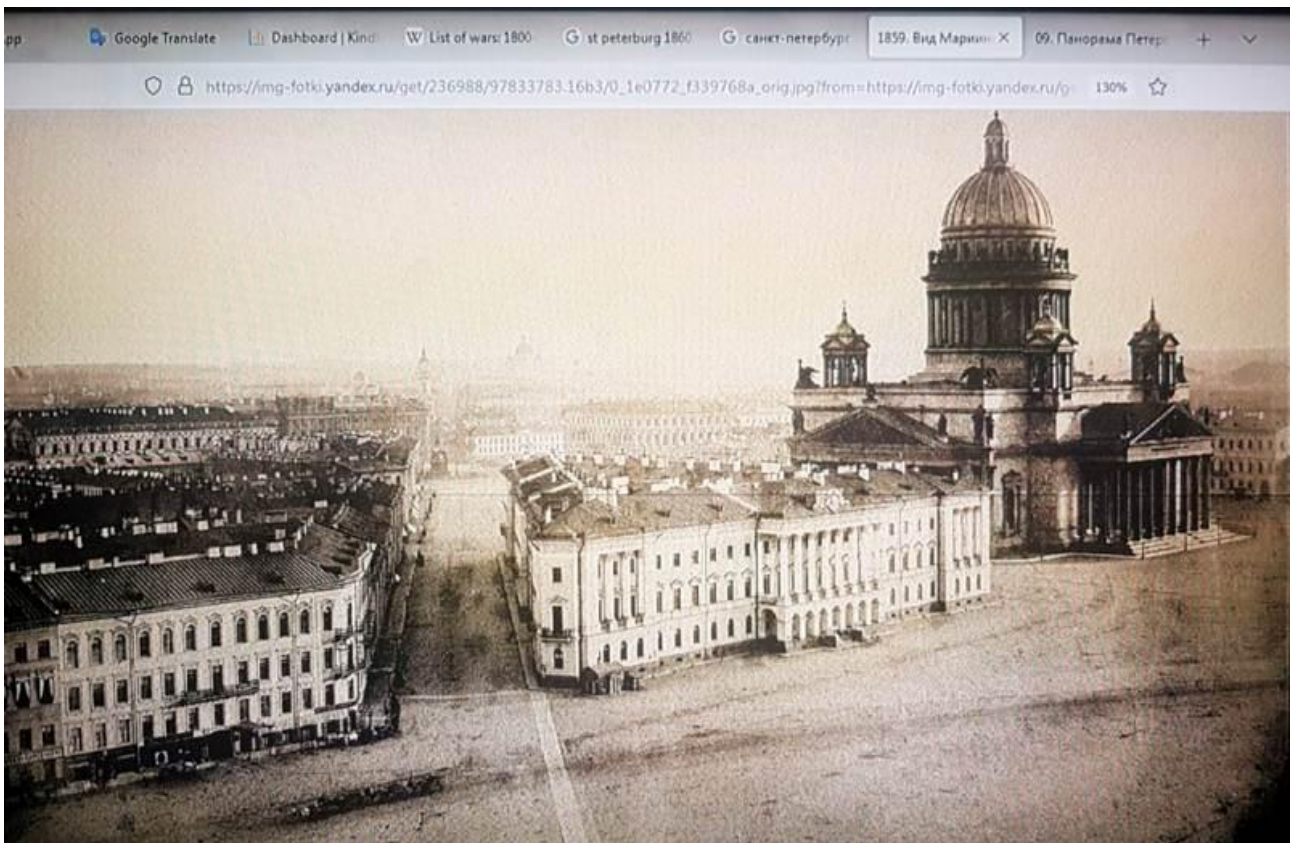 pp Google Translate Dashboard | Kind W List of wars: 1800 G st peterburg 1860 G санкт-петербург 1859. Вид Мариин 09. Панорама Петер
https://img-fotki.yandex.ru/get/236988/97833783.16b3/0_1e0772_f339768a_orig.jpg?from=https://img-fotki.yandex.ru/g 130%